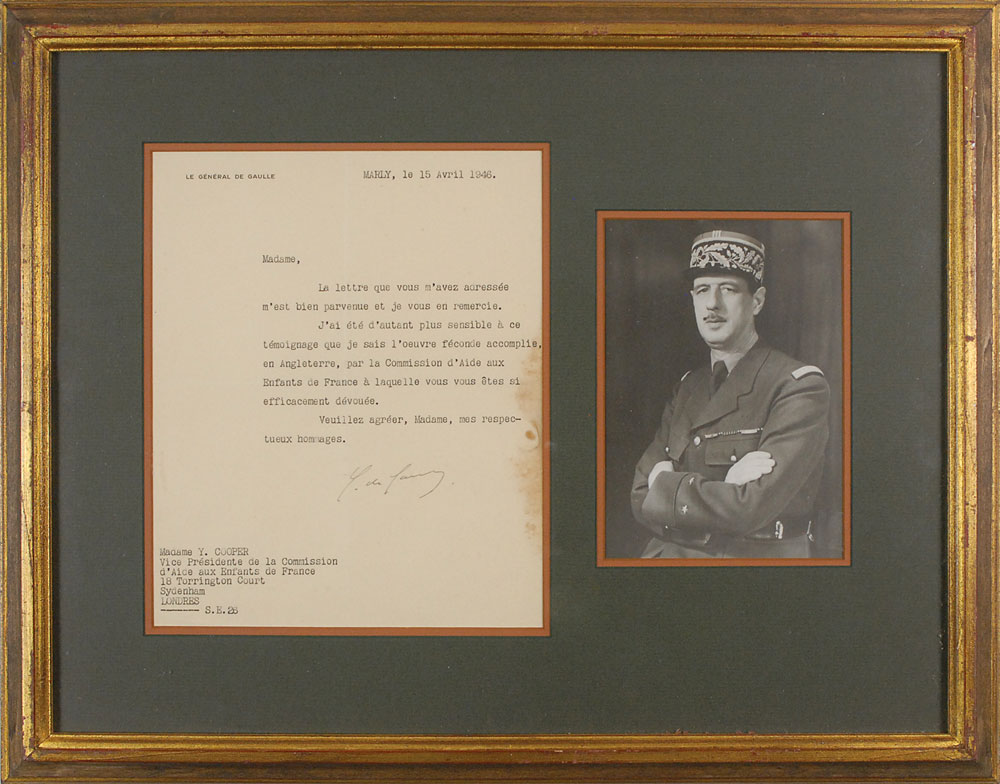 LE GÉNÉRAL DE GAULLE
MARLY, le 15 Avril 1946.
Madame,
La lettre que vous m'avez adressée
m'est bien parvenue et je vous en remercie.
J'ai été d'autant plus sensible à ce
témoignage que je sais l'oeuvre féconde accomplie,
en Angleterre, par la Commission d'Aide aux
Enfants de France à laquelle vous vous êtes si
efficacement dévouée.
Veuillez agréer, Madame, mes respec-
tueux hommages.
Madame Y. COOPER
Vice Présidente de la Commission
d'Aide aux Enfants de France
18 Torrington Court
Sydenham
LONDRES
S.E.26